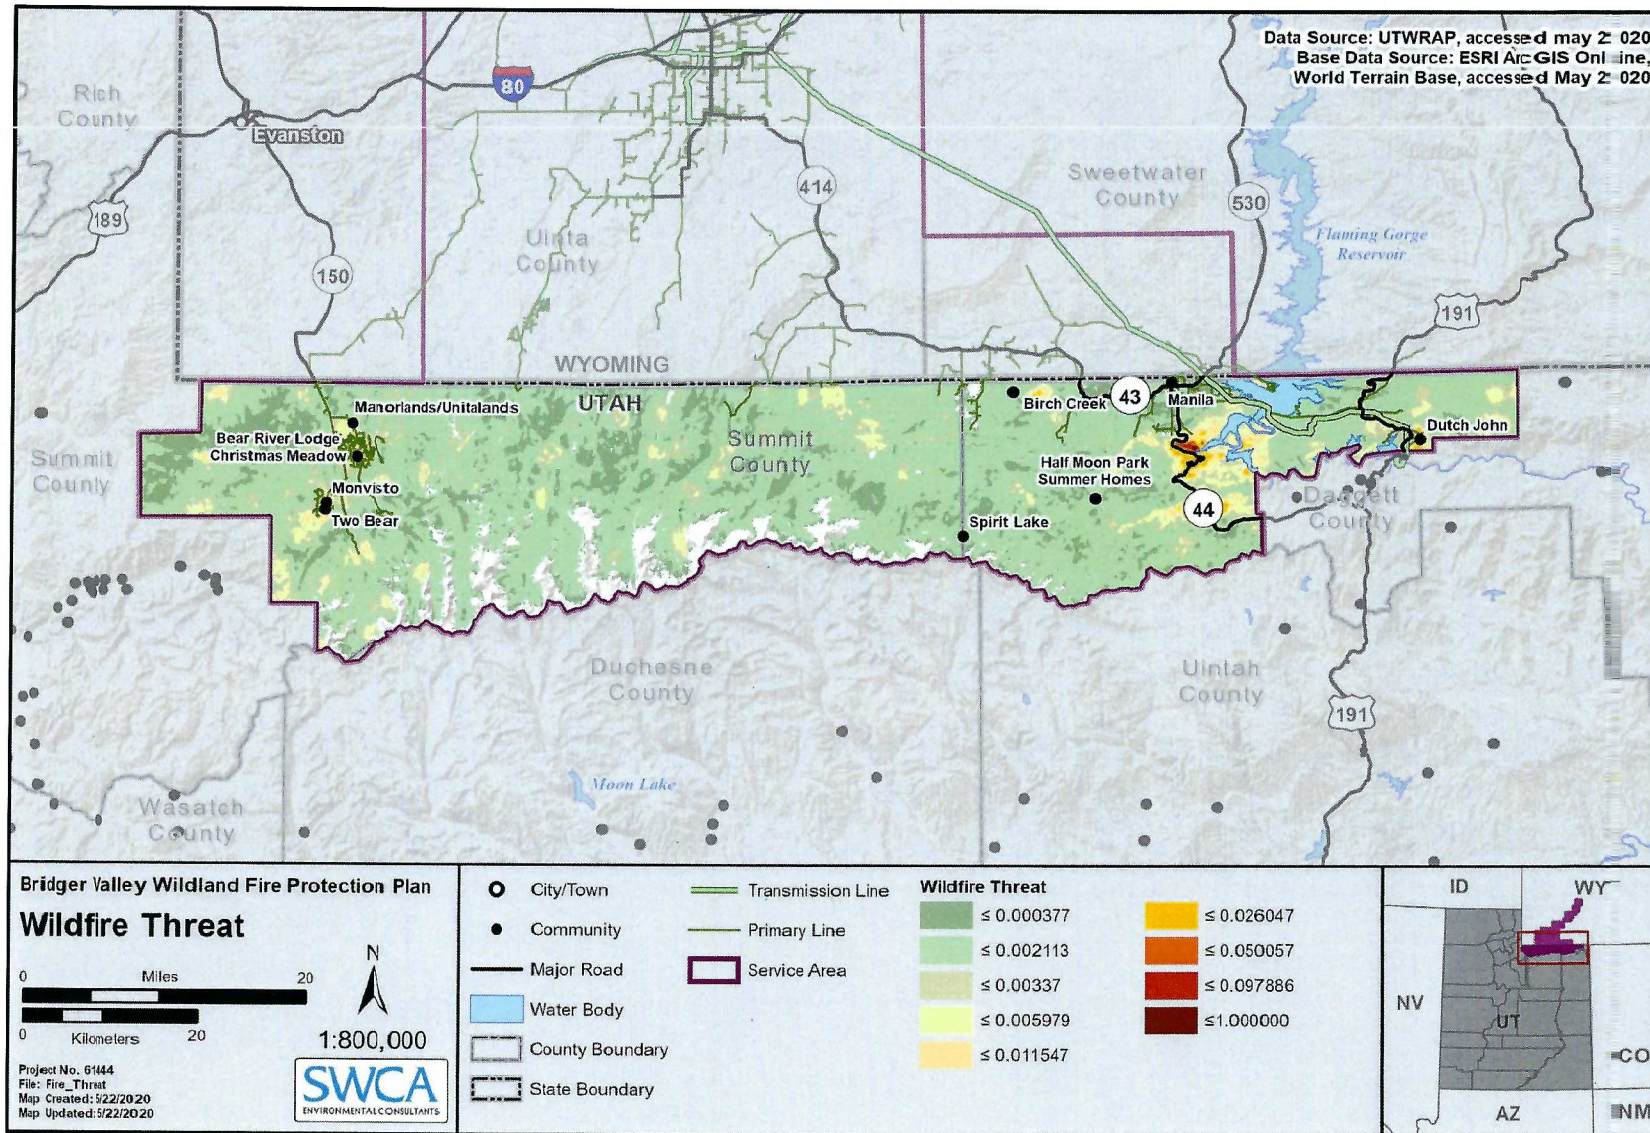 Data Source: UTWRAP, accessed may 2 020
Base Data Source: ESRI ArcGIS Online,
World Terrain Base, accessed May 2 020
Rich
County
Evanston
80
189
150
414
Uinta
County
Sweetwater
County
530
Flaming Gorge
Reservoir
191
WYOMING
UTAH
Manorlands/Unitalands
Bear River Lodge
Christmas Meadow
Monvisto
Two Bear
Summit
County
Summit
County
Birch Creek
43
Manila
Dutch John
Half Moon Park
Summer Homes
44
Spirit Lake
Daggett
County
Duchesne
County
Uintah
County
191
Moon Lake
Wasatch
County
Bridger Valley Wildland Fire Protection Plan
Wildfire Threat
0 Miles 20
0 Kilometers 20
N
1:800,000
Project No. 61444
File: Fire_Threat
Map Created: 5/22/2020
Map Updated: 5/22/2020
SWCA
ENVIRONMENTAL CONSULTANTS
City/Town
Community
Major Road
Water Body
County Boundary
State Boundary
Transmission Line
Primary Line
Service Area
Wildfire Threat
≤ 0.000377
≤ 0.002113
≤ 0.00337
≤ 0.005979
≤ 0.011547
≤ 0.026047
≤ 0.050057
≤ 0.097886
≤1.000000
ID
WY
NV
UT
CO
AZ
NM